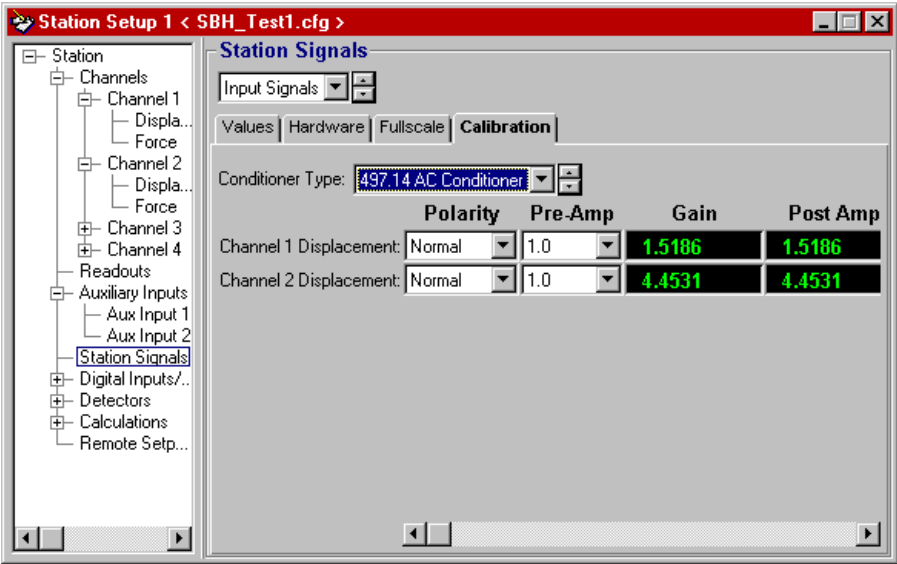 Station Setup 1 < SBH_Test1.cfg >
Station
Channels
Channel 1
Displa...
Force
Channel 2
Displa...
Force
Channel 3
Channel 4
Readouts
Auxiliary Inputs
Aux Input 1
Aux Input 2
Station Signals
Digital Inputs/..
Detectors
Calculations
Remote Setp...
Station Signals
Input Signals
Values Hardware Fullscale Calibration
Conditioner Type: 497.14 AC Conditioner
Polarity Pre-Amp Gain Post Amp
Channel 1 Displacement: Normal 1.0 1.5186 1.5186
Channel 2 Displacement: Normal 1.0 4.4531 4.4531